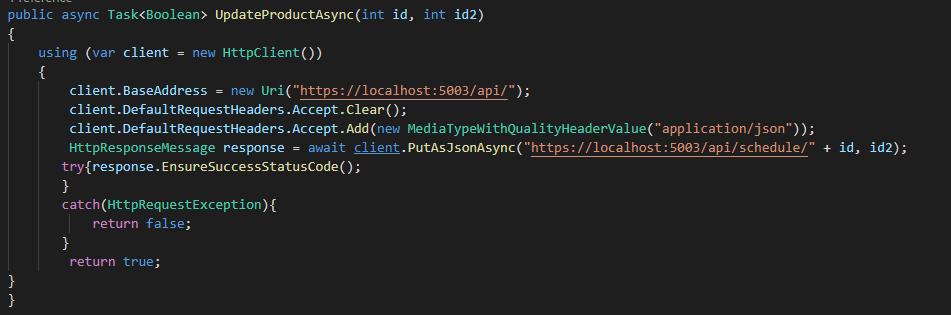 public async Task<Boolean> UpdateProductAsync(int id, int id2)
{
using (var client = new HttpClient())
{
client.BaseAddress = new Uri("https://localhost:5003/api/");
client.DefaultRequestHeaders.Accept.Clear();
client.DefaultRequestHeaders.Accept.Add(new MediaTypeWithQualityHeaderValue("application/json"));
HttpResponseMessage response = await client.PutAsJsonAsync("https://localhost:5003/api/schedule/" + id, id2);
try{response.EnsureSuccessStatusCode();
}
catch(HttpRequestException){
return false;
}
return true;
}
}